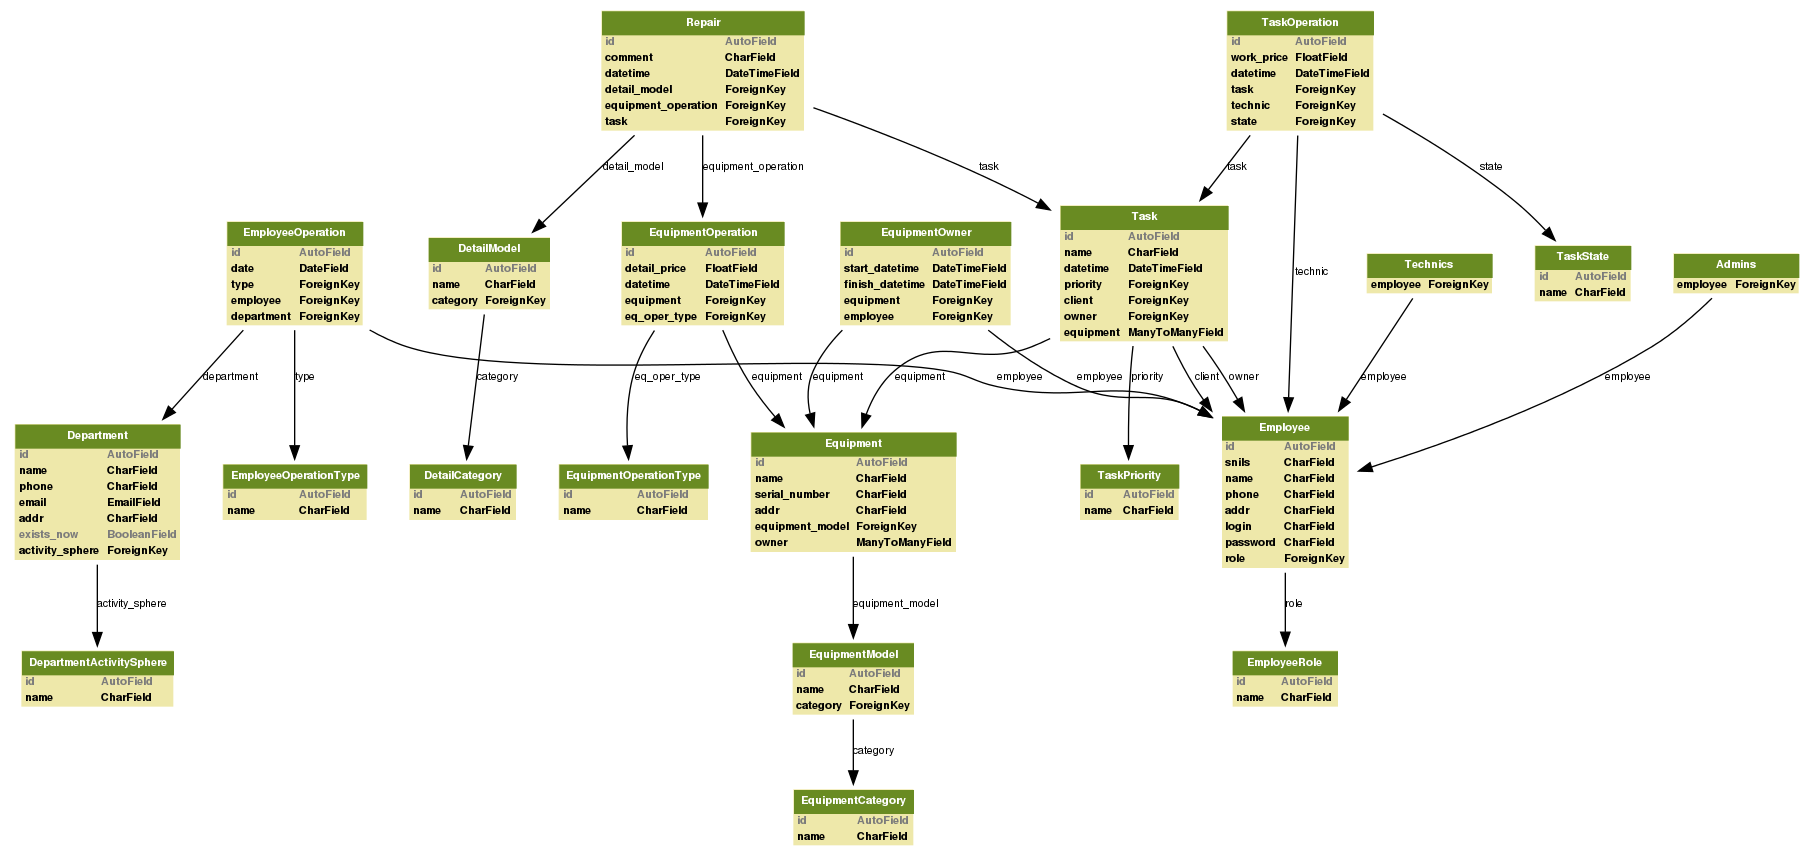 Repair
id AutoField
comment CharField
datetime DateTimeField
detail_model ForeignKey
equipment_operation ForeignKey
task ForeignKey
TaskOperation
id AutoField
work_price FloatField
datetime DateTimeField
task ForeignKey
technic ForeignKey
state ForeignKey
detail_model
equipment_operation
task
task
state
technic
EmployeeOperation
id AutoField
date DateField
type ForeignKey
employee ForeignKey
department ForeignKey
DetailModel
id AutoField
name CharField
category ForeignKey
EquipmentOperation
id AutoField
detail_price FloatField
datetime DateTimeField
equipment ForeignKey
eq_oper_type ForeignKey
EquipmentOwner
id AutoField
start_datetime DateTimeField
finish_datetime DateTimeField
equipment ForeignKey
employee ForeignKey
Task
id AutoField
name CharField
datetime DateTimeField
priority ForeignKey
client ForeignKey
owner ForeignKey
equipment ManyToManyField
Technics
employee ForeignKey
TaskState
id AutoField
name CharField
Admins
employee ForeignKey
department
type
category
eq_oper_type
equipment
equipment
equipment
employee
employee
priority
client
owner
employee
employee
Department
id AutoField
name CharField
phone CharField
email EmailField
addr CharField
exists_now BooleanField
activity_sphere ForeignKey
EmployeeOperationType
id AutoField
name CharField
DetailCategory
id AutoField
name CharField
EquipmentOperationType
id AutoField
name CharField
Equipment
id AutoField
name CharField
serial_number CharField
addr CharField
equipment_model ForeignKey
owner ManyToManyField
TaskPriority
id AutoField
name CharField
Employee
id AutoField
snils CharField
name CharField
phone CharField
addr CharField
login CharField
password CharField
role ForeignKey
activity_sphere
equipment_model
role
DepartmentActivitySphere
id AutoField
name CharField
EquipmentModel
id AutoField
name CharField
category ForeignKey
EmployeeRole
id AutoField
name CharField
category
EquipmentCategory
id AutoField
name CharField